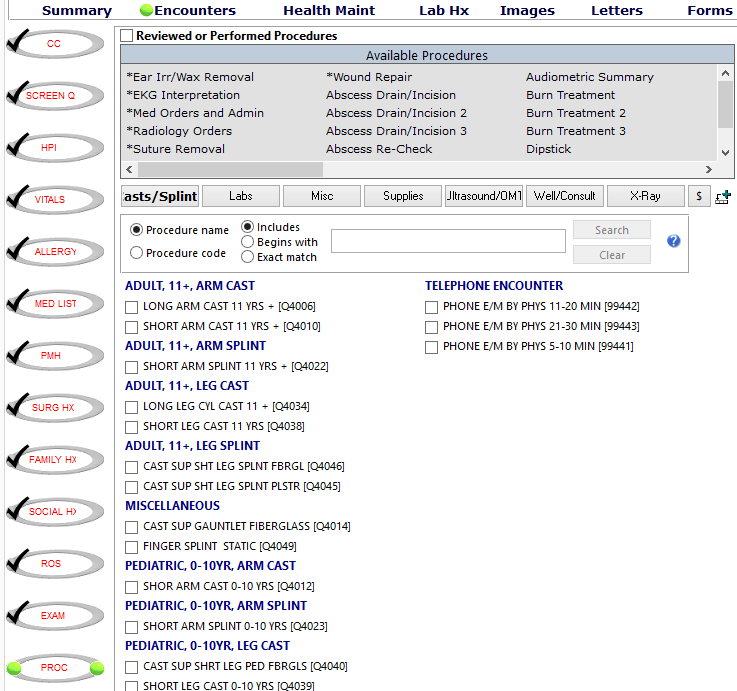 Summary Encounters Health Maint Lab Hx Images Letters Forms
CC
SCREEN Q
HPI
VITALS
ALLERGY
MED LIST
PMH
SURG HX
FAMILY HX
SOCIAL HX
ROS
EXAM
PROC
Reviewed or Performed Procedures
Available Procedures
*Ear Irr/Wax Removal *Wound Repair Audiometric Summary
*EKG Interpretation Abscess Drain/Incision Burn Treatment
*Med Orders and Admin Abscess Drain/Incision 2 Burn Treatment 2
*Radiology Orders Abscess Drain/Incision 3 Burn Treatment 3
*Suture Removal Abscess Re-Check Dipstick
asts/Splint Labs Misc Supplies Ultrasound/OMT Well/Consult X-Ray $
Procedure name Includes Search
Begins with
Procedure code Exact match Clear
ADULT, 11+, ARM CAST
LONG ARM CAST 11 YRS + [Q4006]
SHORT ARM CAST 11 YRS + [Q4010]
ADULT, 11+, ARM SPLINT
SHORT ARM SPLINT 11 YRS + [Q4022]
ADULT, 11+, LEG CAST
LONG LEG CYL CAST 11 + [Q4034]
SHORT LEG CAST 11 YRS [Q4038]
ADULT, 11+, LEG SPLINT
CAST SUP SHT LEG SPLNT FBRGL [Q4046]
CAST SUP SHT LEG SPLNT PLSTR [Q4045]
MISCELLANEOUS
CAST SUP GAUNTLET FIBERGLASS [Q4014]
FINGER SPLINT STATIC [Q4049]
PEDIATRIC, 0-10YR, ARM CAST
SHOR ARM CAST 0-10 YRS [Q4012]
PEDIATRIC, 0-10YR, ARM SPLINT
SHORT ARM SPLINT 0-10 YRS [Q4023]
PEDIATRIC, 0-10YR, LEG CAST
CAST SUP SHRT LEG PED FBRGLS [Q4040]
SHORT LEG CAST 0-10 YRS [Q4039]
TELEPHONE ENCOUNTER
PHONE E/M BY PHYS 11-20 MIN [99442]
PHONE E/M BY PHYS 21-30 MIN [99443]
PHONE E/M BY PHYS 5-10 MIN [99441]